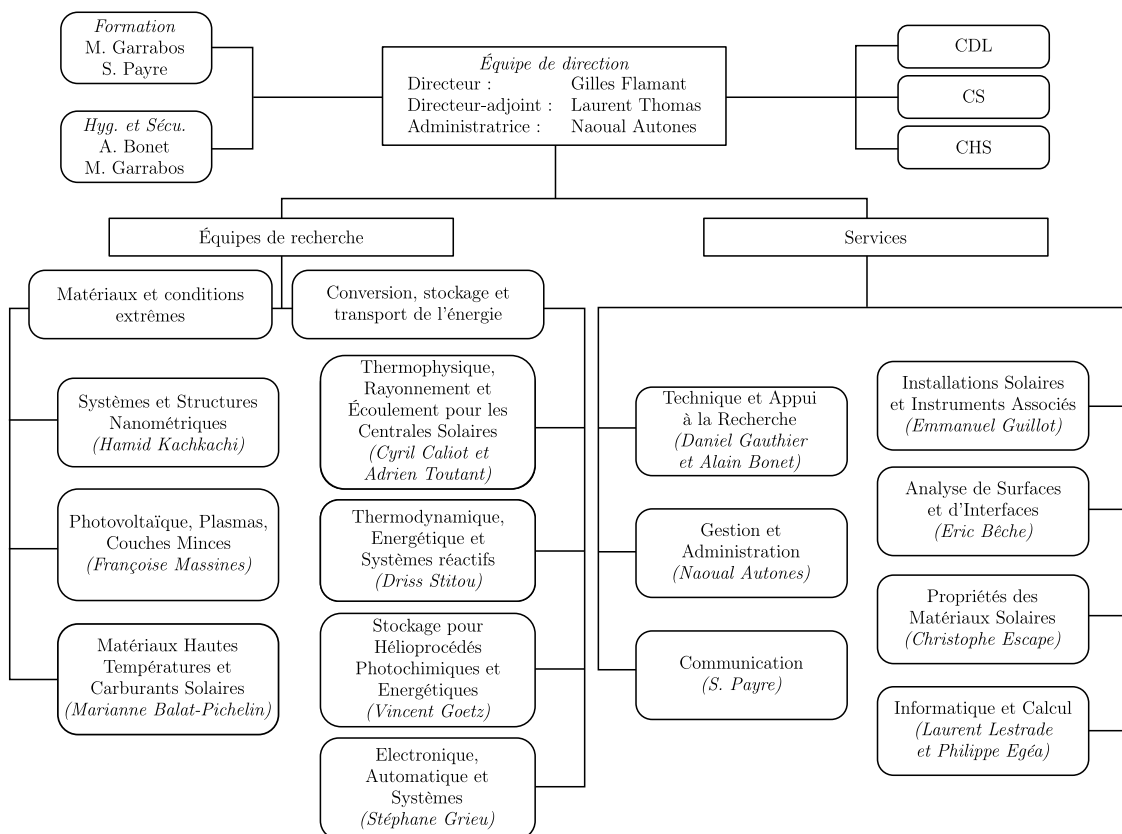 Formation
M. Garrabos
S. Payre
Hyg. et Sécu.
A. Bonet
M. Garrabos
Équipe de direction
Directeur : Gilles Flamant
Directeur-adjoint : Laurent Thomas
Administratrice : Naoual Autones
CDL
CS
CHS
Équipes de recherche
Services
Matériaux et conditions
extrêmes
Conversion, stockage et
transport de l'énergie
Systèmes et Structures
Nanométriques
(Hamid Kachkachi)
Photovoltaïque, Plasmas,
Couches Minces
(Françoise Massines)
Matériaux Hautes
Températures et
Carburants Solaires
(Marianne Balat-Pichelin)
Thermophysique,
Rayonnement et
Écoulement pour les
Centrales Solaires
(Cyril Caliot et
Adrien Toutant)
Thermodynamique,
Energétique et
Systèmes réactifs
(Driss Stitou)
Stockage pour
Hélioprocédés
Photochimiques et
Energétiques
(Vincent Goetz)
Electronique,
Automatique et
Systèmes
(Stéphane Grieu)
Technique et Appui
à la Recherche
(Daniel Gauthier
et Alain Bonet)
Gestion et
Administration
(Naoual Autones)
Communication
(S. Payre)
Installations Solaires
et Instruments Associés
(Emmanuel Guillot)
Analyse de Surfaces
et d'Interfaces
(Eric Bêche)
Propriétés des
Matériaux Solaires
(Christophe Escape)
Informatique et Calcul
(Laurent Lestrade
et Philippe Egéa)